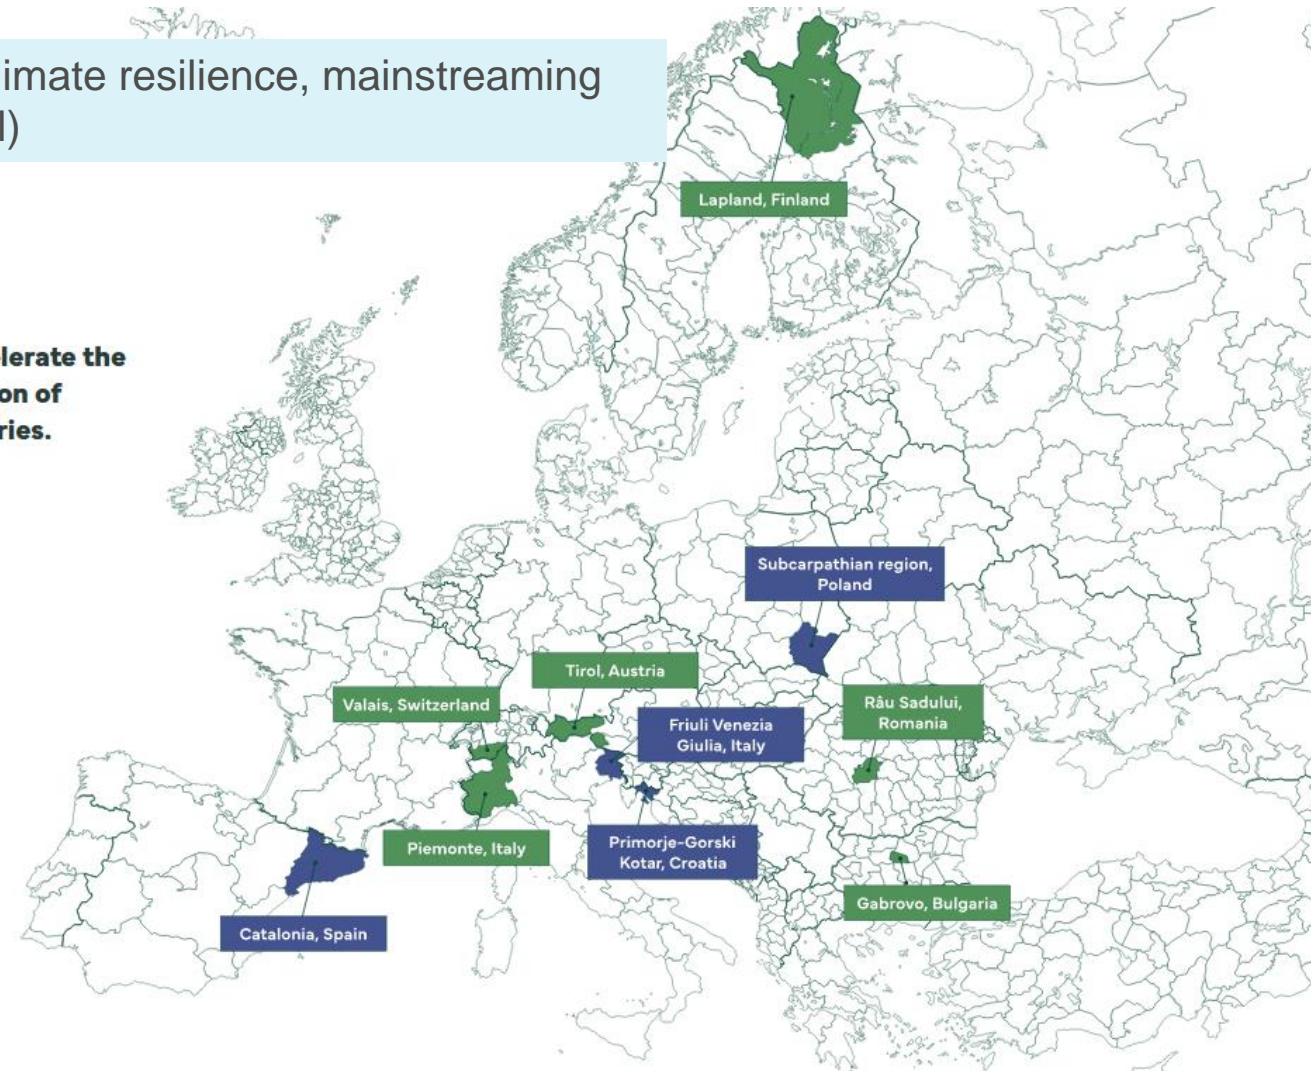 imate resilience, mainstreaming
l)
Lapland, Finland
lerate the
on of
ries.
Subcarpathian region,
Poland
Tirol, Austria
Valais, Switzerland
Râu Sadului,
Romania
Friuli Venezia
Giulia, Italy
Piemonte, Italy
Primorje-Gorski
Kotar, Croatia
Gabrovo, Bulgaria
Catalonia, Spain